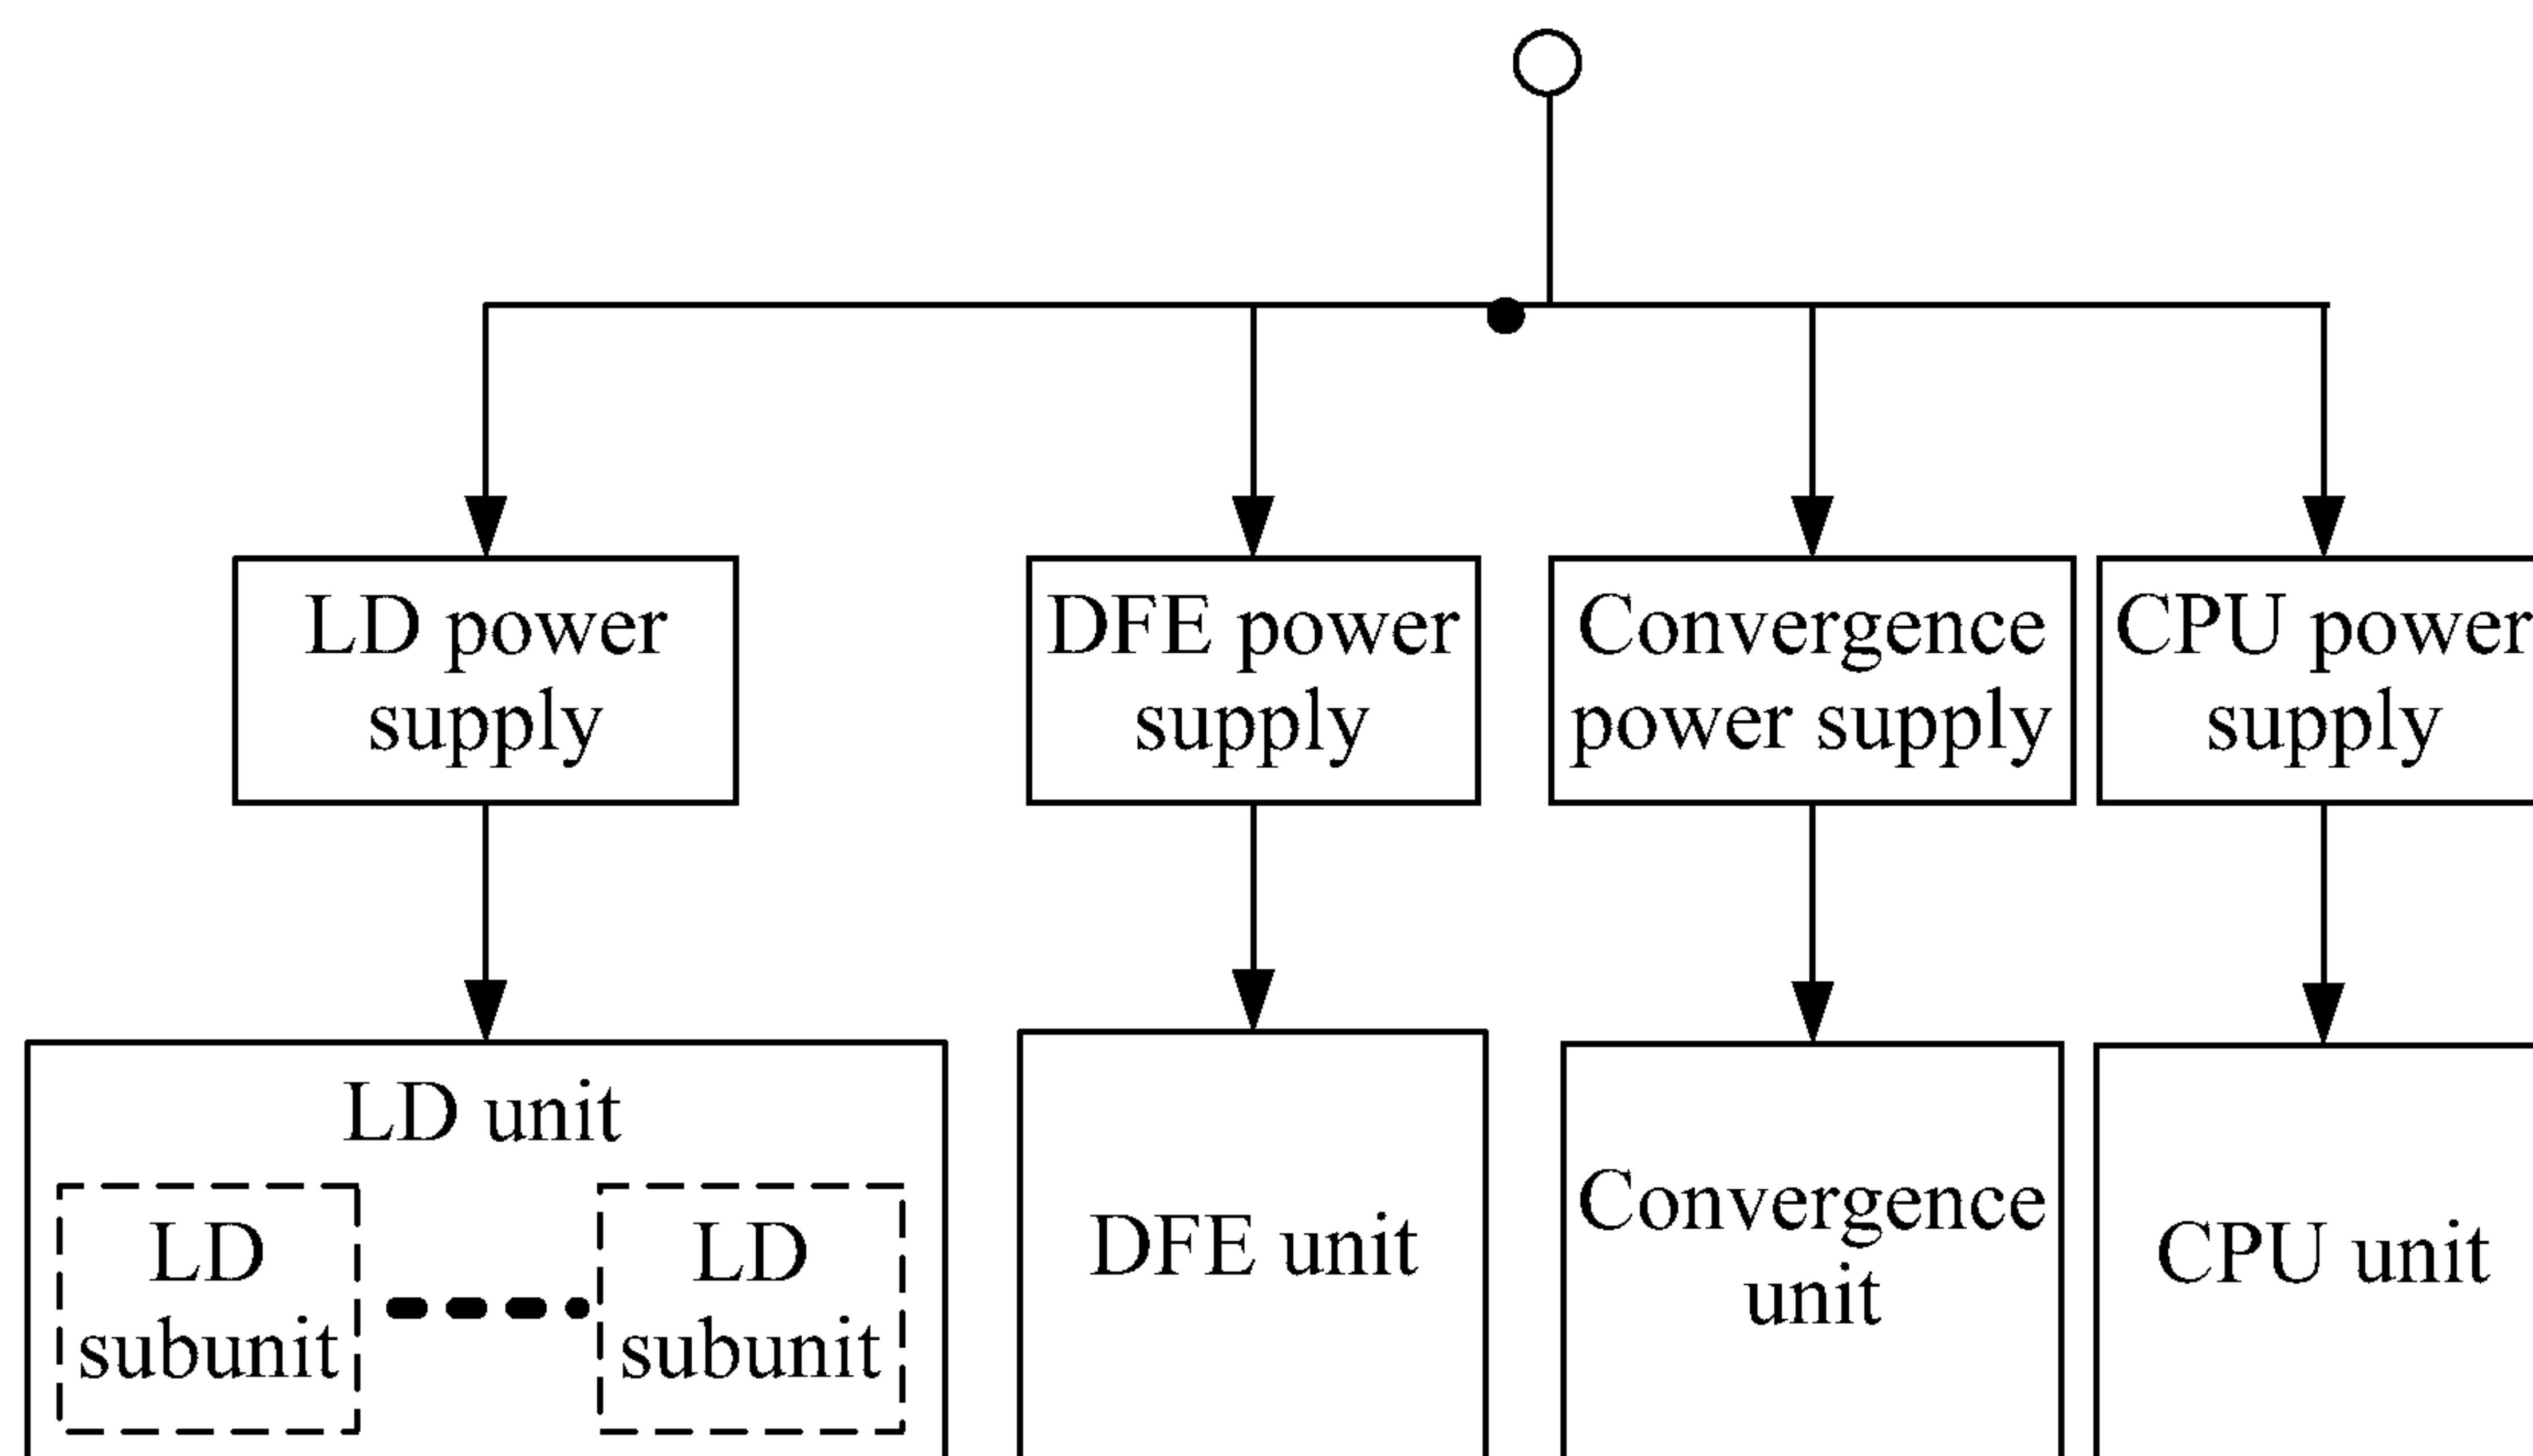 LD power
supply
DFE power
supply
Convergence
power supply
CPU power
supply
LD unit
LD
subunit
LD
subunit
DFE unit
Convergence
unit
CPU unit